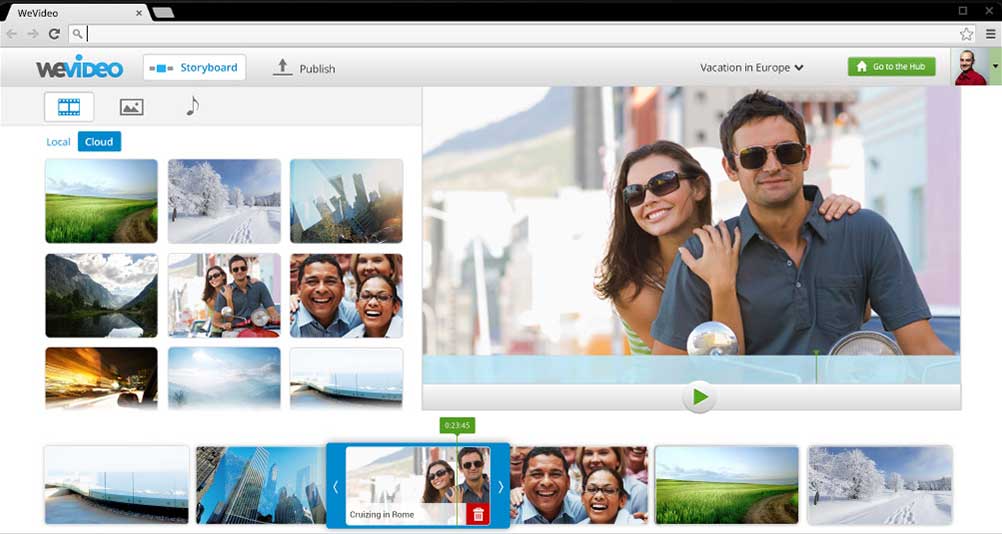 WeVideo
WEVIDEO
Storyboard
Publish
Vacation in Europe
Go to the Hub
Local
Cloud
0:23:45
Cruizing in Rome